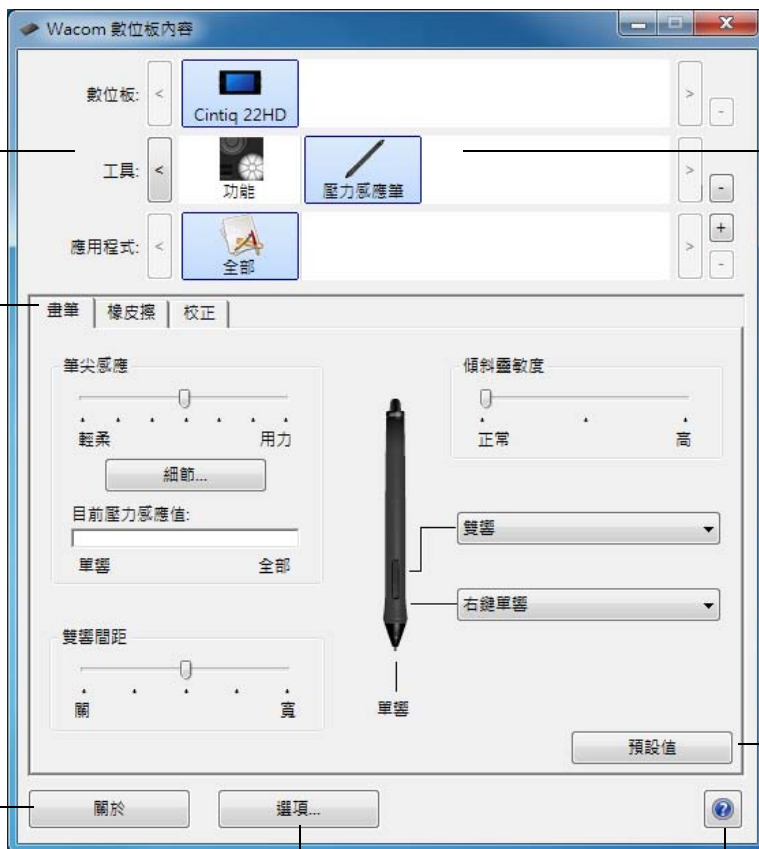 Wacom 數位板內容
數位板:
<
Cintiq 22HD
>
-
工具:
<
功能
壓力感應筆
>
-
應用程式:
<
全部
>
+
-
畫筆
橡皮擦
校正
筆尖感應
輕柔
用力
細節...
目前壓力感應值:
單響
全部
雙響間距
關
寬
傾斜靈敏度
正常
高
雙響
右鍵單響
單響
預設值
關於
選項...
?